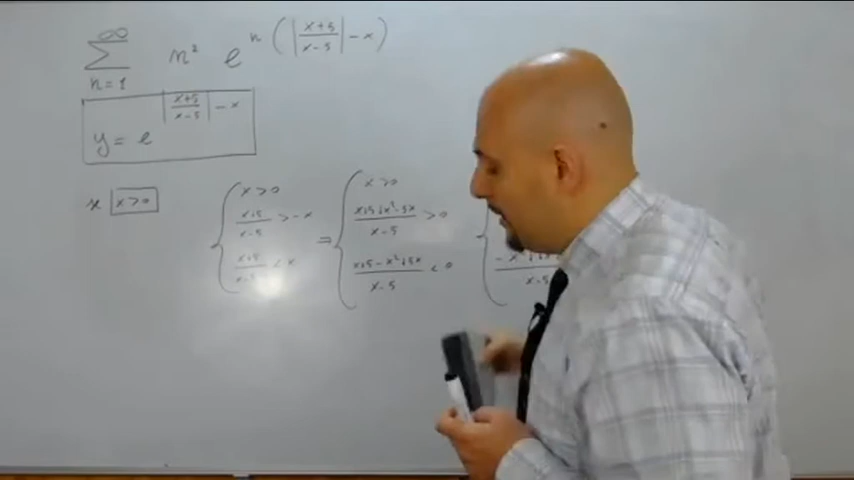 ∞
Σ n² e^{n(|x+5/x-5| - x)}
n=1
y = e^{|x+5/x-5| - x}
x x>0
{ x>0 = { x>0
x+5/x-5 > -x x+5+x²-5x/x-5 > 0
x+5/x-5 < x x+5-x²+5x/x-5 < 0